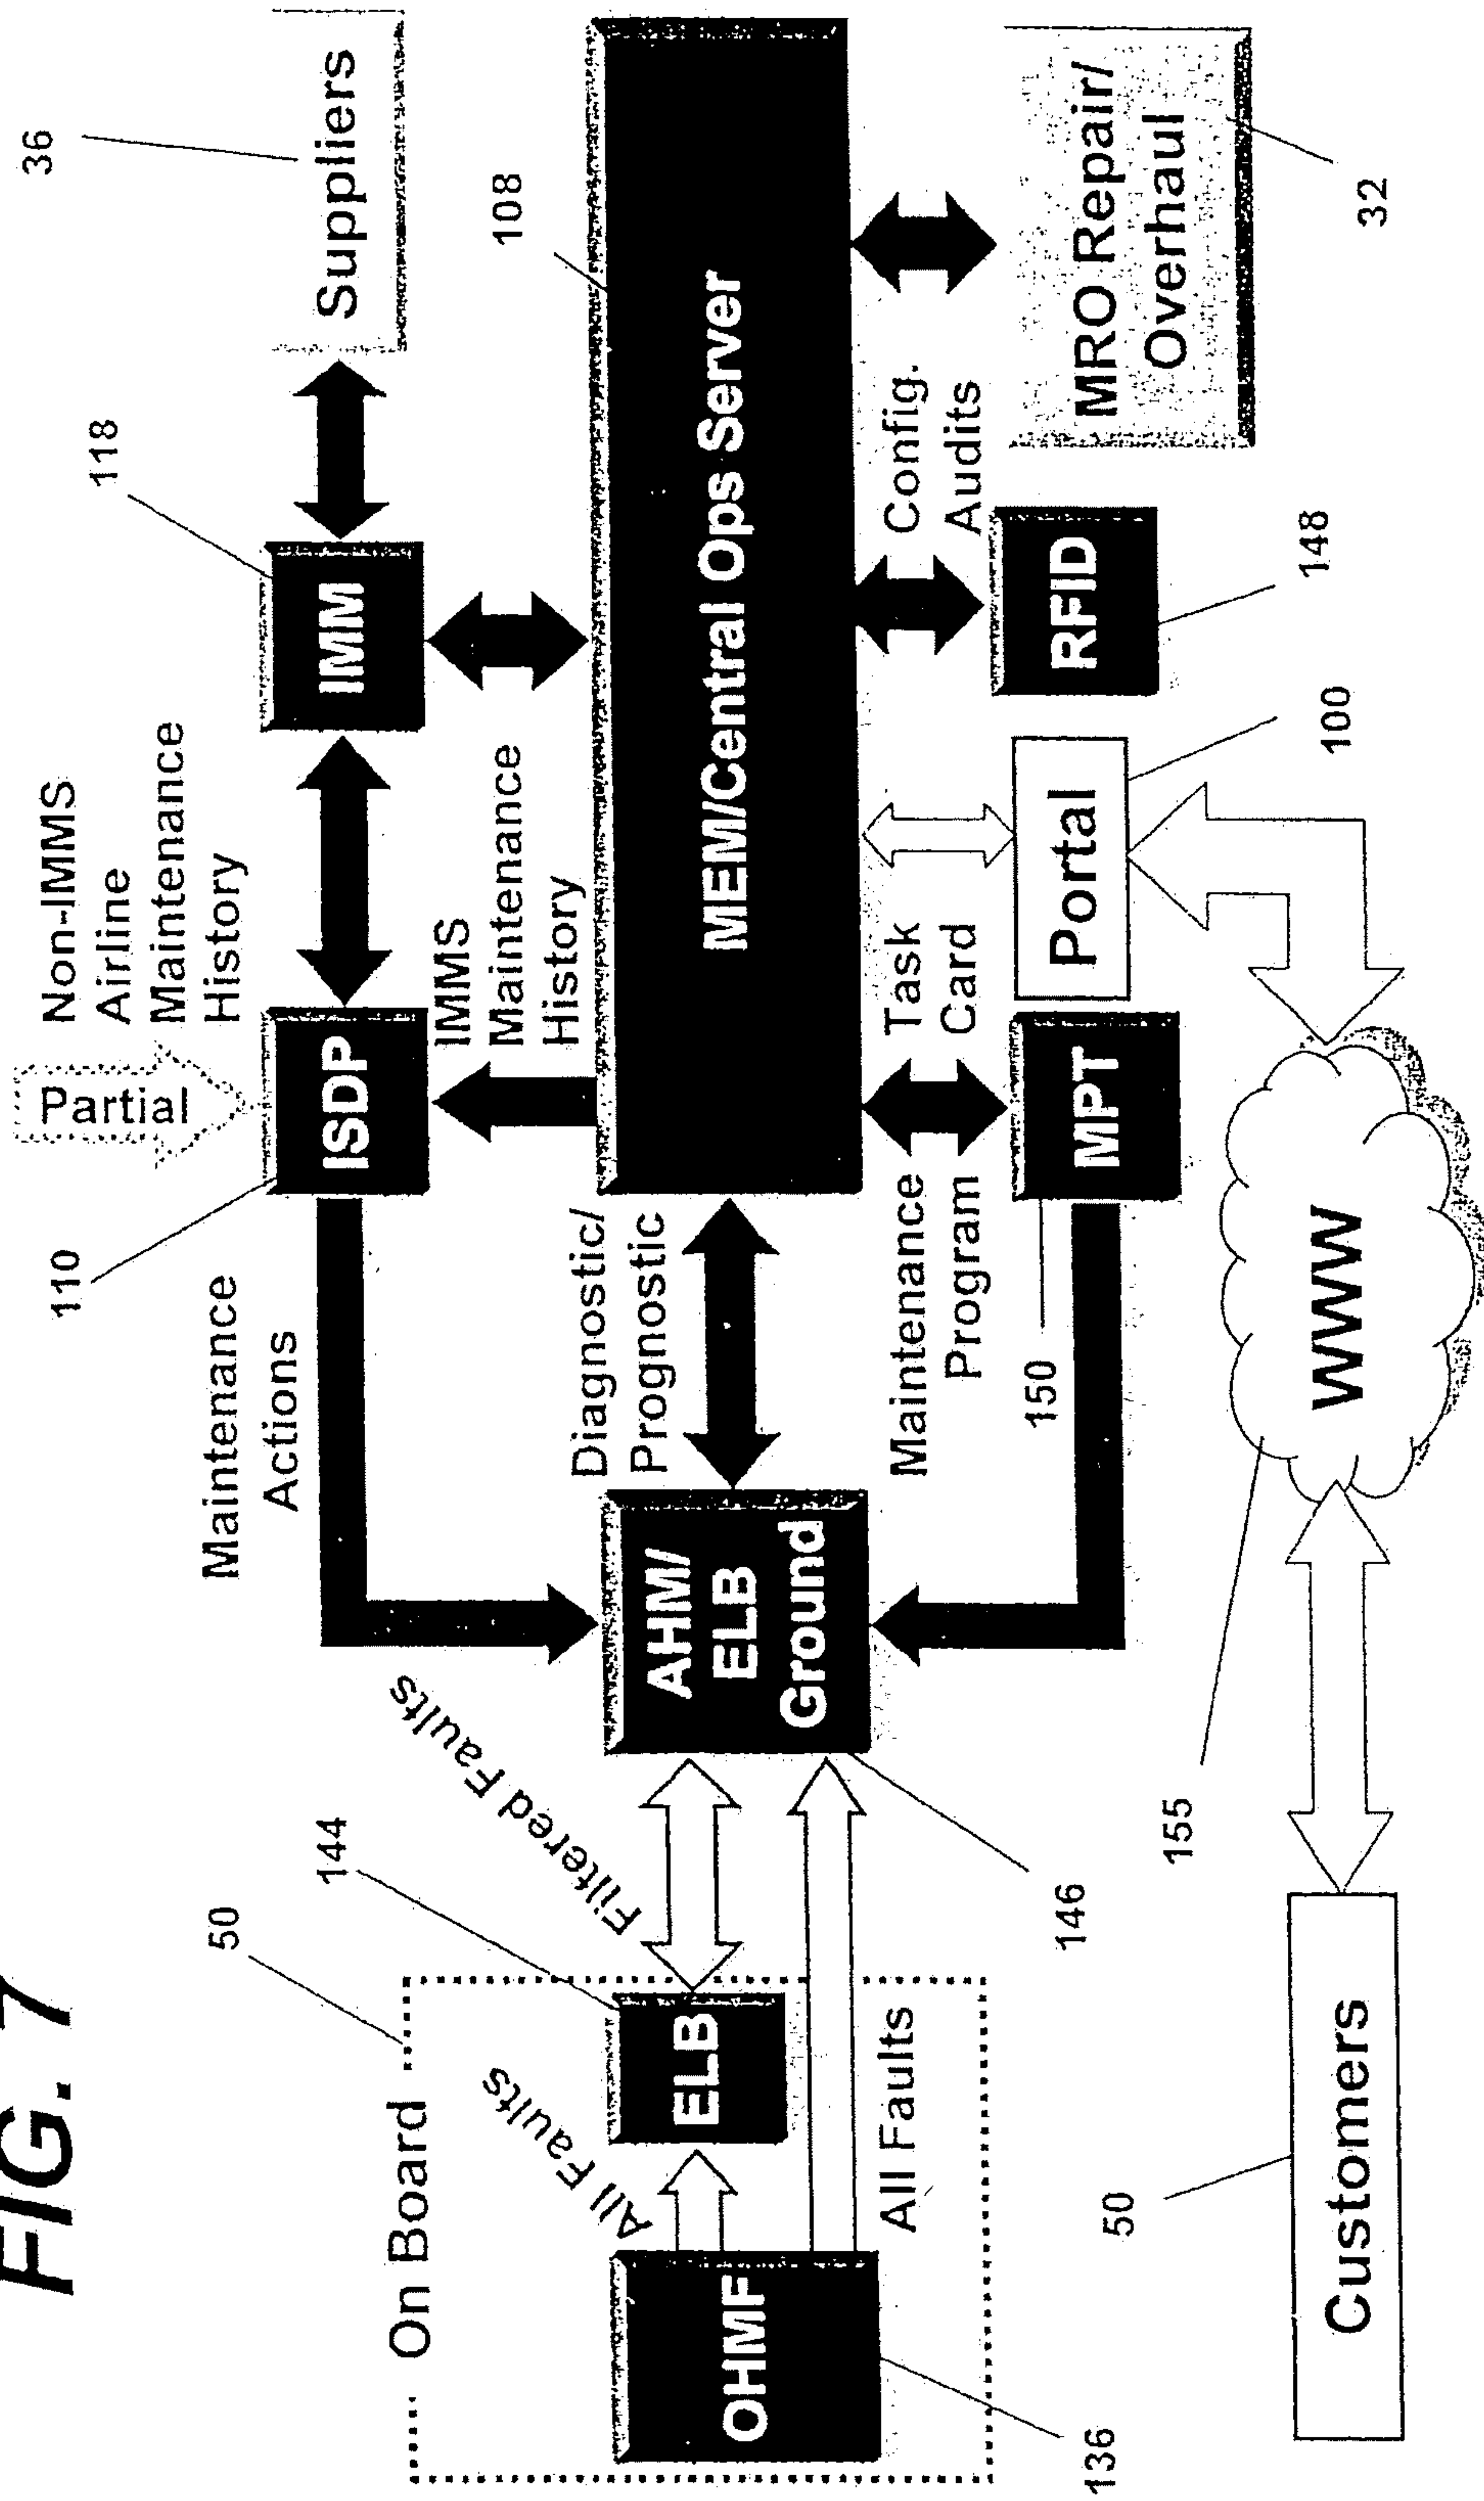 FIG. 7
Partial
Non-IMMS
Airline
Maintenance
History
36
Suppliers
118
IMM
110
ISDP
Maintenance
Actions
IMMS
Maintenance
History
108
MEM/Central Ops Server
Diagnostic/
Prognostic
50
On Board
144
Filtered Faults
All Faults
OHMF
ELB
AHM/
ELB
Ground
All Faults
136
146
Maintenance
Program
Task
Card
Config.
Audits
150
MPT
Portal
100
RFID
148
MRO Repair/
Overhaul
32
155
WWW
50
Customers